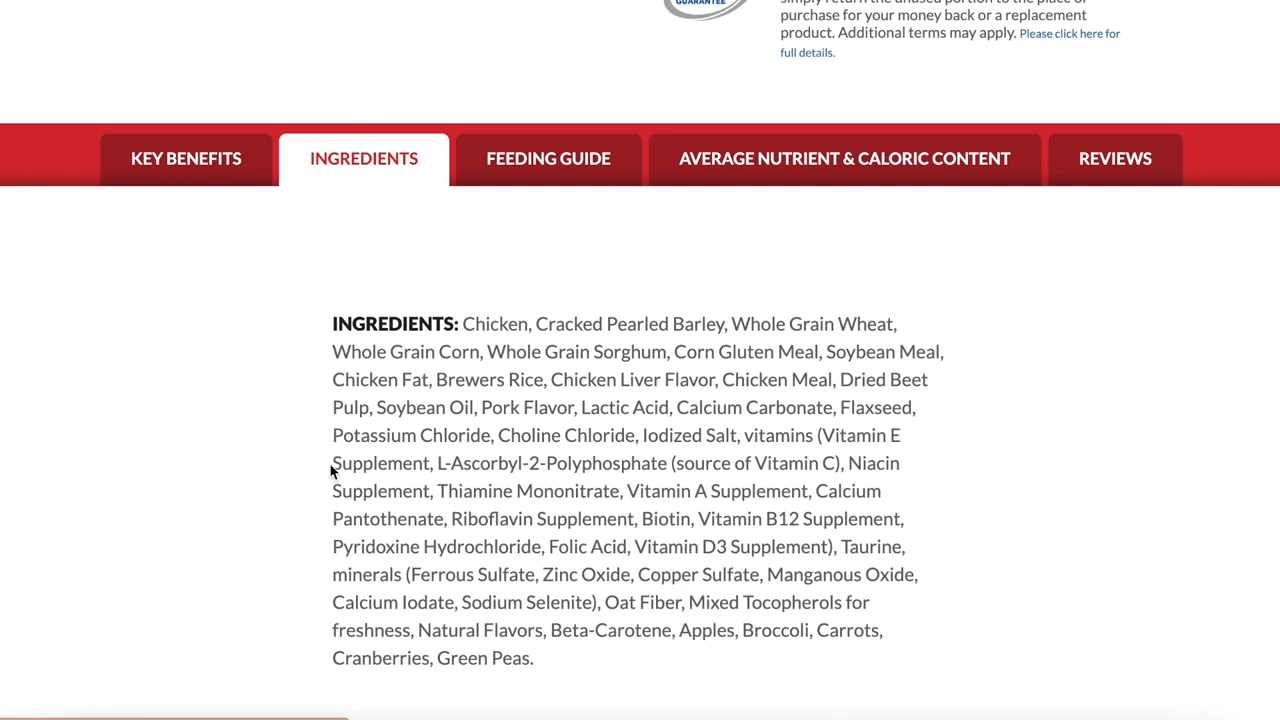 simply return the unused portion to the place of
GUARANTEE
purchase for your money back or a replacement
product. Additional terms may apply. Please click here for
full details.
KEY BENEFITS
INGREDIENTS
FEEDING GUIDE
AVERAGE NUTRIENT & CALORIC CONTENT
REVIEWS
INGREDIENTS: Chicken, Cracked Pearled Barley, Whole Grain Wheat,
Whole Grain Corn, Whole Grain Sorghum, Corn Gluten Meal, Soybean Meal,
Chicken Fat, Brewers Rice, Chicken Liver Flavor, Chicken Meal, Dried Beet
Pulp, Soybean Oil, Pork Flavor, Lactic Acid, Calcium Carbonate, Flaxseed,
Potassium Chloride, Choline Chloride, Iodized Salt, vitamins (Vitamin E
Supplement, L-Ascorbyl-2-Polyphosphate (source of Vitamin C), Niacin
Supplement, Thiamine Mononitrate, Vitamin A Supplement, Calcium
Pantothenate, Riboflavin Supplement, Biotin, Vitamin B12 Supplement,
Pyridoxine Hydrochloride, Folic Acid, Vitamin D3 Supplement), Taurine,
minerals (Ferrous Sulfate, Zinc Oxide, Copper Sulfate, Manganous Oxide,
Calcium Iodate, Sodium Selenite), Oat Fiber, Mixed Tocopherols for
freshness, Natural Flavors, Beta-Carotene, Apples, Broccoli, Carrots,
Cranberries, Green Peas.